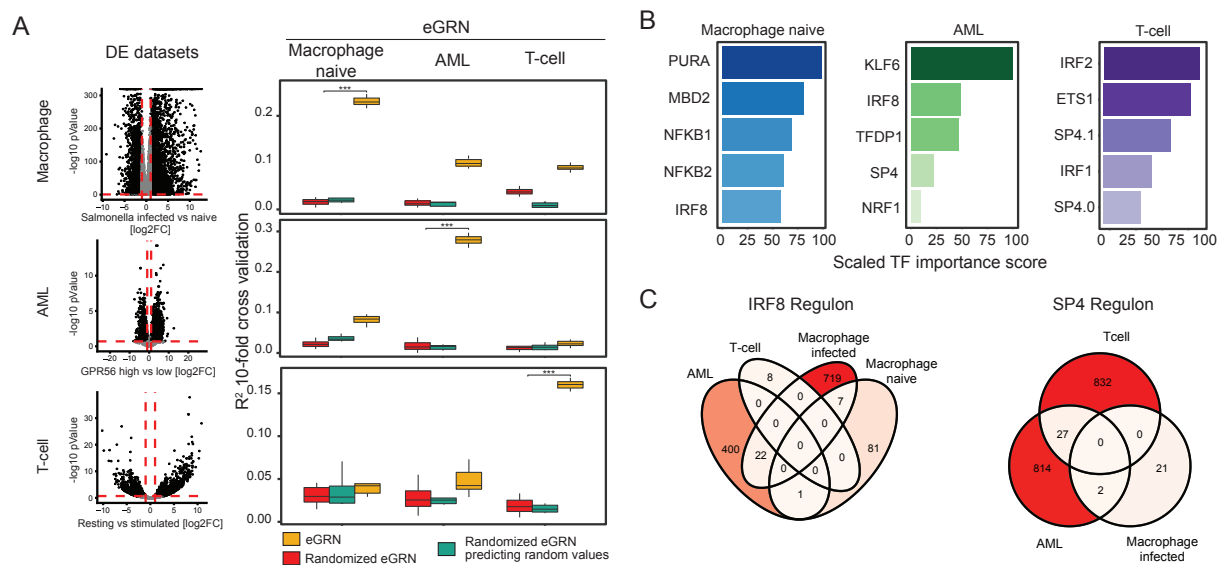 A
DE datasets
eGRN
Macrophage
naive
AML
T-cell
Macrophage
-log10 pValue
300
200
100
0
-10 -5 0 5 10
Salmonella infected vs naive
[log2FC]
AML
-log10 pValue
10
5
0
-20 -10 0 10 20
GPR56 high vs low [log2FC]
T-cell
-log10 pValue
30
20
10
0
-10 -5 0 5 10
Resting vs stimulated [log2FC]
R² 10-fold cross validation
***
0.2
0.1
0.0
***
0.3
0.2
0.1
0.0
***
0.15
0.10
0.05
0.00
eGRN
Randomized eGRN
Randomized eGRN
predicting random values
B
Macrophage naive
PURA
MBD2
NFKB1
NFKB2
IRF8
0 25 50 75 100
AML
KLF6
IRF8
TFDP1
SP4
NRF1
0 25 50 75 100
T-cell
IRF2
ETS1
SP4.1
IRF1
SP4.0
0 25 50 75 100
Scaled TF importance score
C
IRF8 Regulon
AML
T-cell
Macrophage
infected
Macrophage
naive
8
719
0
0
7
400
0
0
81
22
0
0
0
0
1
SP4 Regulon
Tcell
832
27
0
0
814
21
2
AML
Macrophage
infected